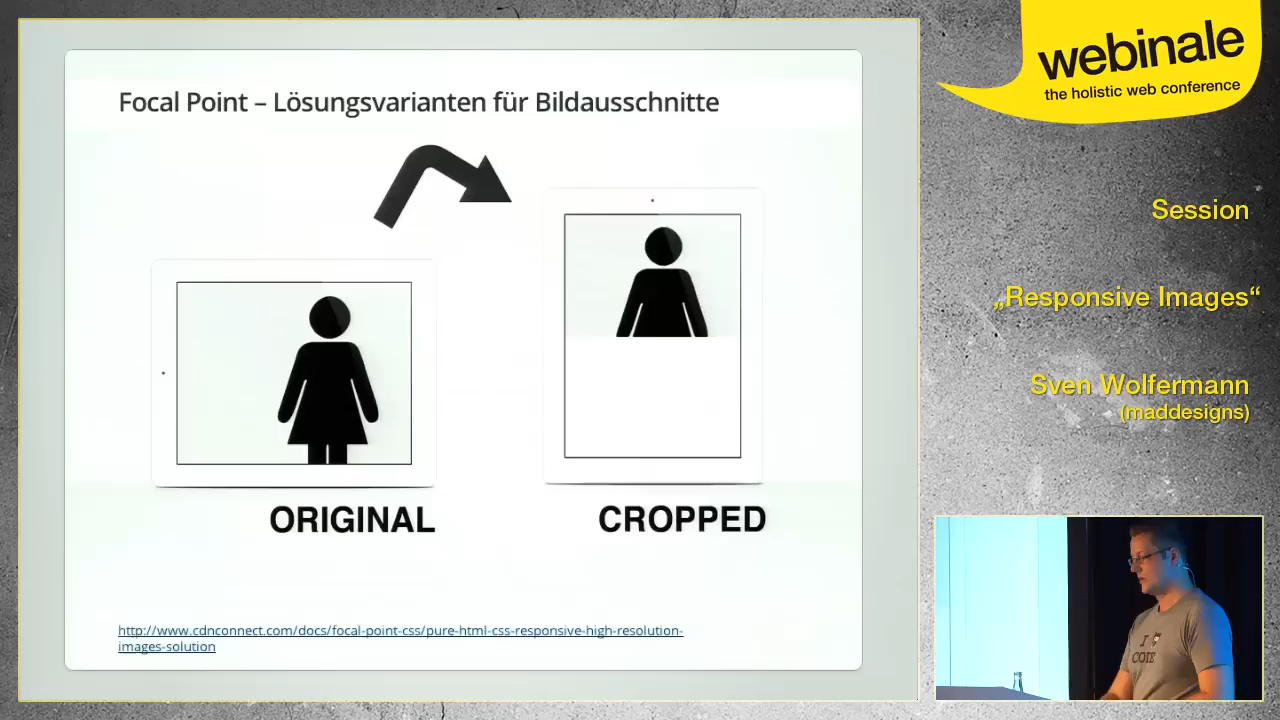 Focal Point – Lösungsvarianten für Bildausschnitte
ORIGINAL
CROPPED
http://www.cdnconnect.com/docs/focal-point-css/pure-html-css-responsive-high-resolution-
images-solution
webinale
the holistic web conference
Session
„Responsive Images“
Sven Wolfermann
(maddesigns)
I